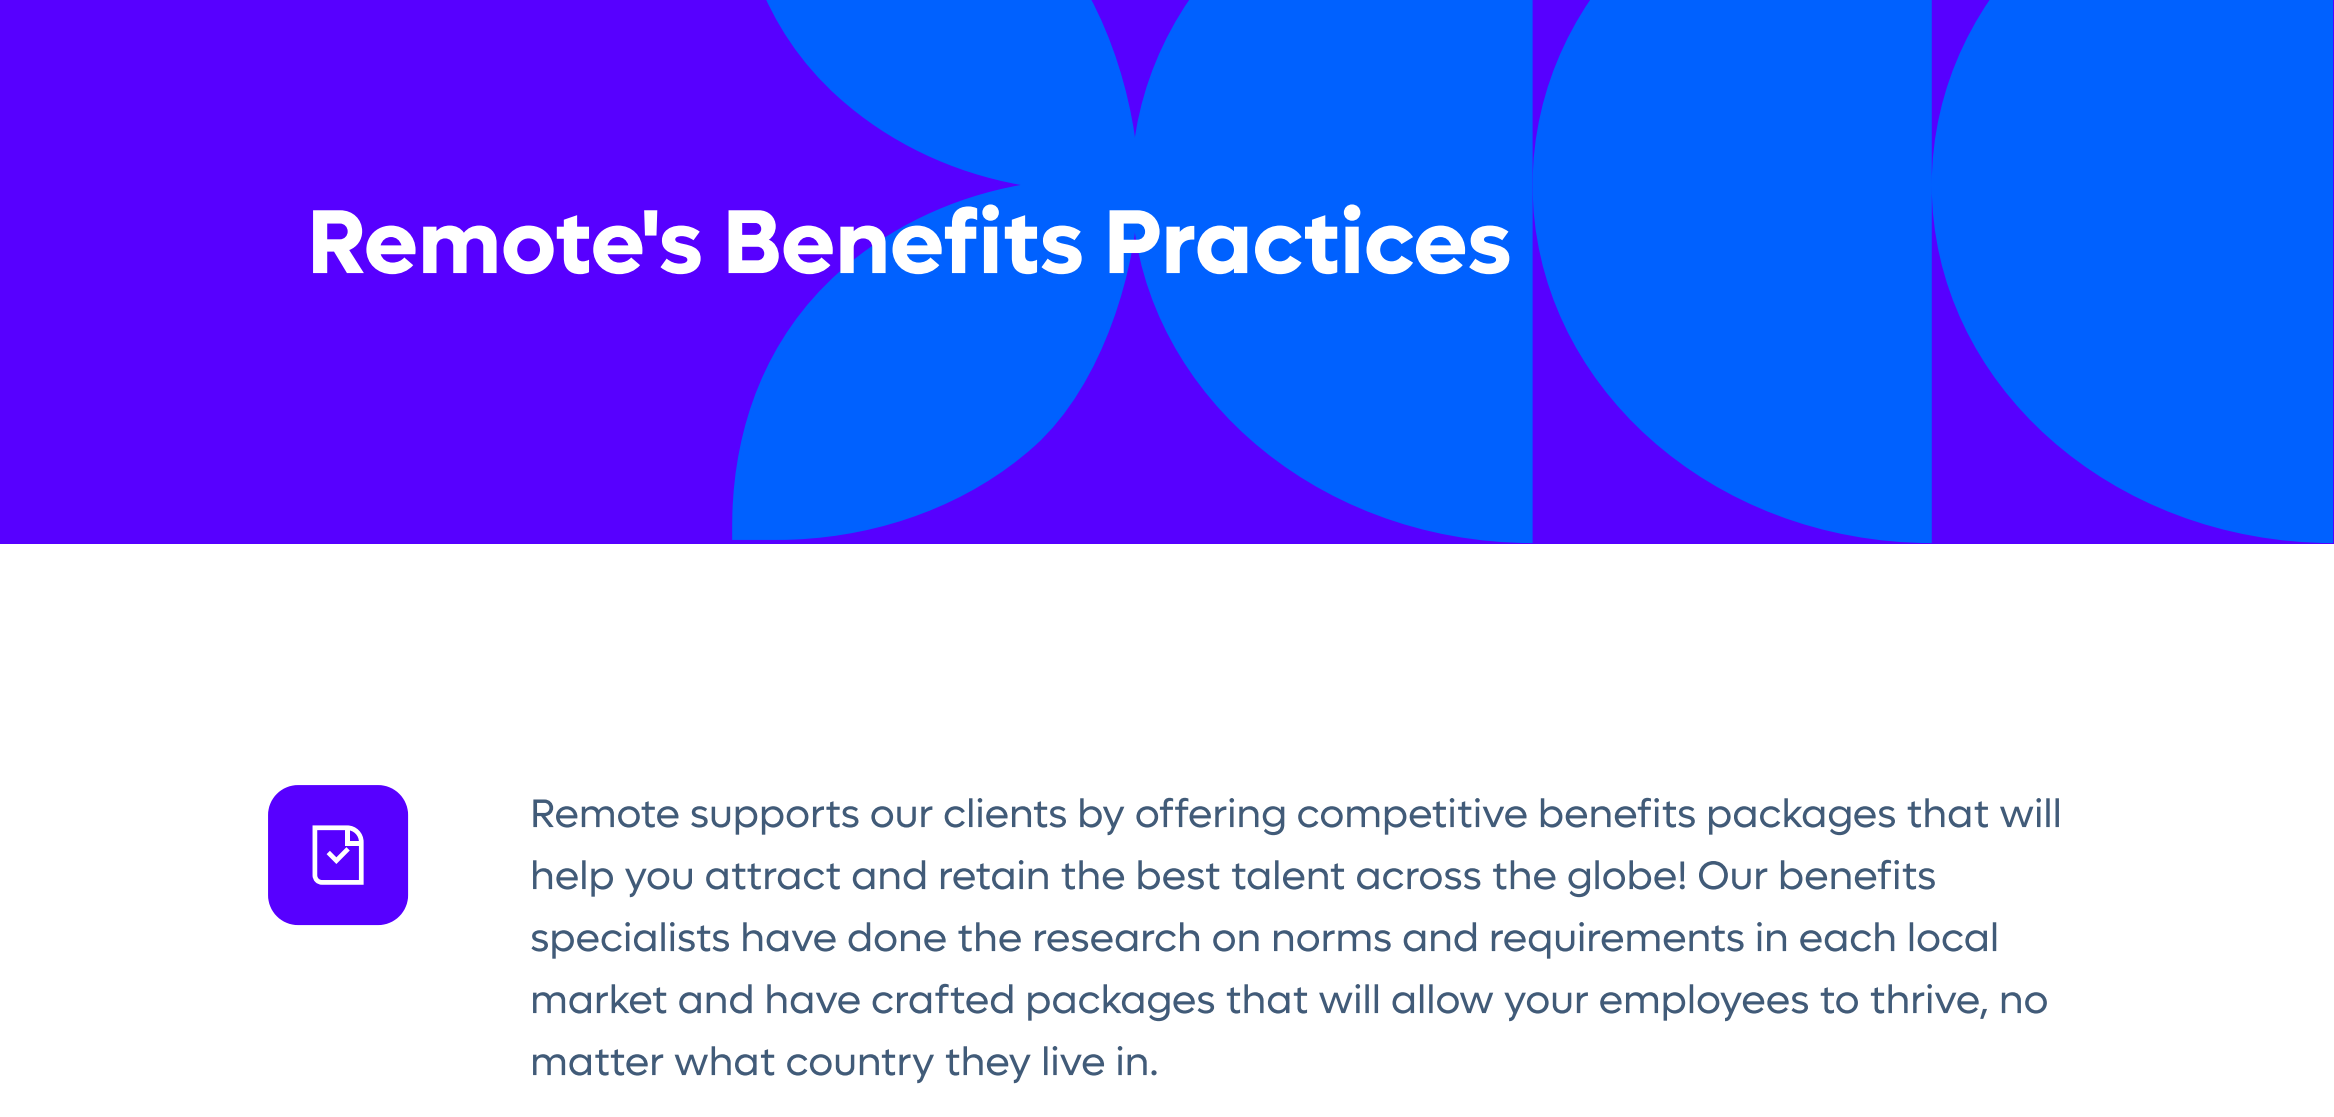 Remote's Benefits Practices
Remote supports our clients by offering competitive benefits packages that will
help you attract and retain the best talent across the globe! Our benefits
specialists have done the research on norms and requirements in each local
market and have crafted packages that will allow your employees to thrive, no
matter what country they live in.